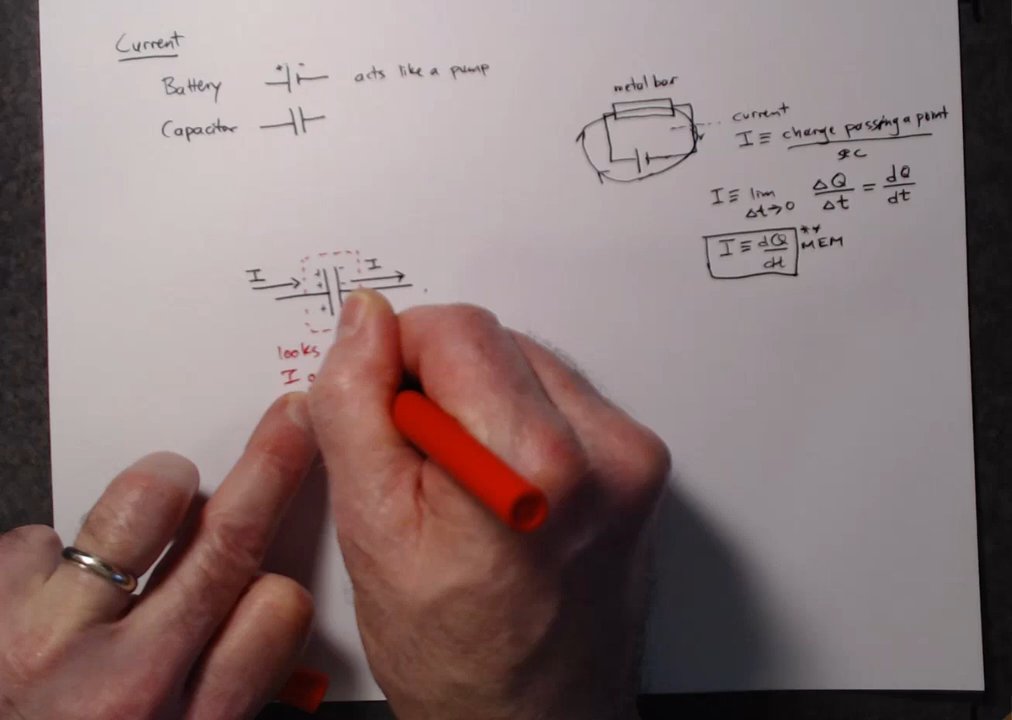 Current
Battery + - acts like a pump
Capacitor
metal bar
current
I ≡ charge passing a point
sec
I ≡ lim Δt→0 ΔQ/Δt = dQ/dt
I ≡ dQ/dt ** MEM
I + + + - - I
looks
I